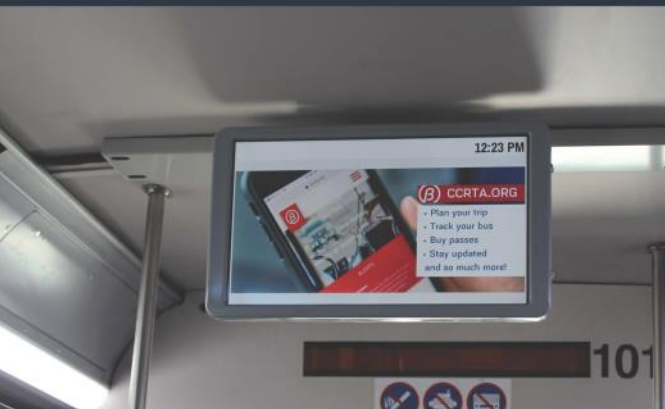 12:23 PM
CCRTA.ORG
- Plan your trip
- Track your bus
- Buy passes
- Stay updated
and so much more!
101